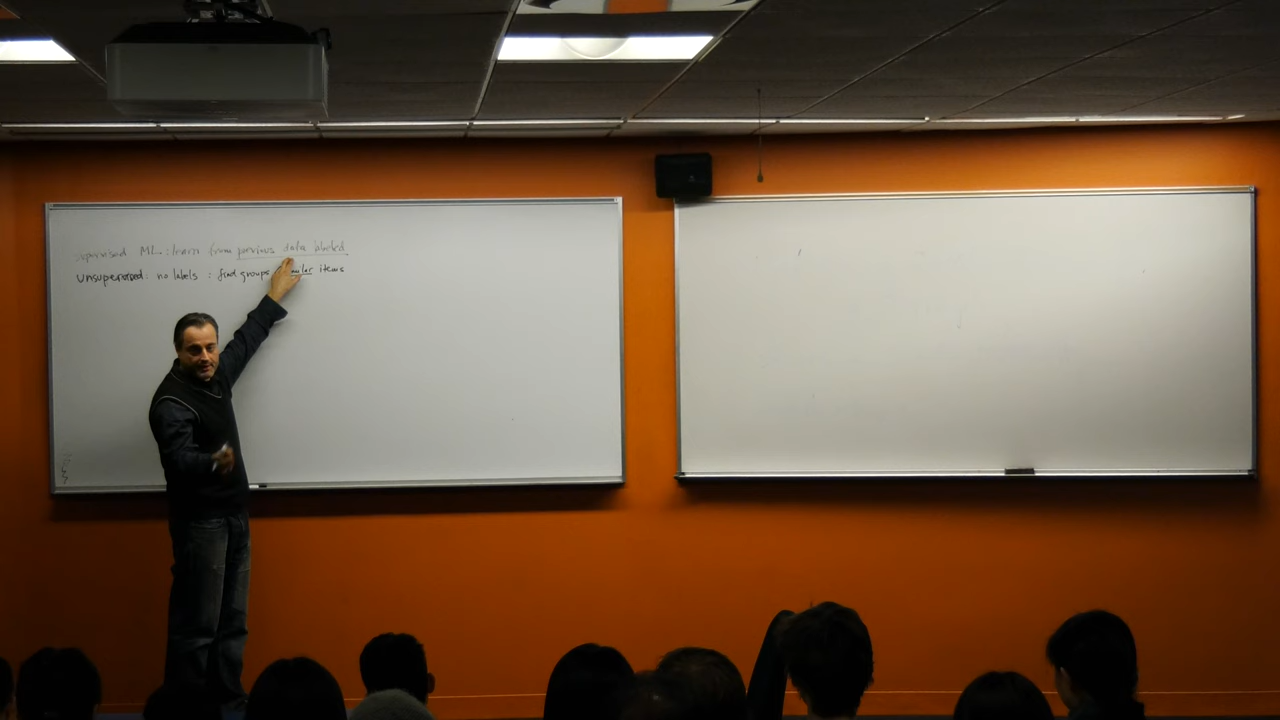 supervised ML: learn from previous data labeled.
Unsupervised: no labels : find groups similar items